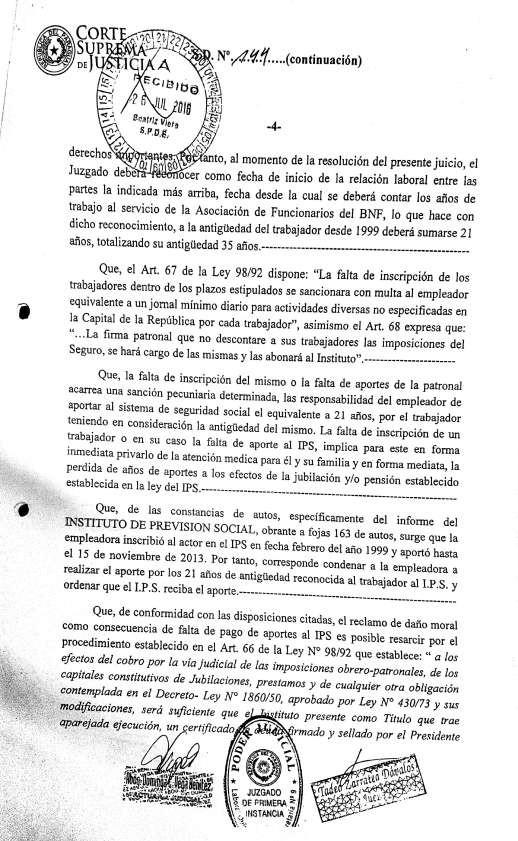 CORTE
SUPREMA
DE JUSTICIA
.D. Nº. 144.....(continuación)
RECIBIDO
26 JUL 2016
Beatriz Viera
S.P.D.E.
-4-
derechos importantes. Por tanto, al momento de la resolución del presente juicio, el
Juzgado deberá reconocer como fecha de inicio de la relación laboral entre las
partes la indicada más arriba, fecha desde la cual se deberá contar los años de
trabajo al servicio de la Asociación de Funcionarios del BNF, lo que hace con
dicho reconocimiento, a la antigüedad del trabajador desde 1999 deberá sumarse 21
años, totalizando su antigüedad 35 años.-------------------------------------------------
Que, el Art. 67 de la Ley 98/92 dispone: “La falta de inscripción de los
trabajadores dentro de los plazos estipulados se sancionara con multa al empleador
equivalente a un jornal mínimo diario para actividades diversas no especificadas en
la Capital de la República por cada trabajador”, asimismo el Art. 68 expresa que:
“…La firma patronal que no descontare a sus trabajadores las imposiciones del
Seguro, se hará cargo de las mismas y las abonará al Instituto”.----------------------
Que, la falta de inscripción del mismo o la falta de aportes de la patronal
acarrea una sanción pecuniaria determinada, las responsabilidad del empleador de
aportar al sistema de seguridad social el equivalente a 21 años, por el trabajador
teniendo en consideración la antigüedad del mismo. La falta de inscripción de un
trabajador o en su caso la falta de aporte al IPS, implica para este en forma
inmediata privarlo de la atención medica para él y su familia y en forma mediata, la
perdida de años de aportes a los efectos de la jubilación y/o pensión establecido
establecida en la ley del IPS.-------------------------------------------------------------
Que, de las constancias de autos, específicamente del informe del
INSTITUTO DE PREVISION SOCIAL, obrante a fojas 163 de autos, surge que la
empleadora inscribió al actor en el IPS en fecha febrero del año 1999 y aportó hasta
el 15 de noviembre de 2013. Por tanto, corresponde condenar a la empleadora a
realizar el aporte por los 21 años de antigüedad reconocida al trabajador al I.P.S. y
ordenar que el I.P.S. reciba el aporte.----------------------------------------------------
Que, de conformidad con las disposiciones citadas, el reclamo de daño moral
como consecuencia de falta de pago de aportes al IPS es posible resarcir por el
procedimiento establecido en el Art. 66 de la Ley Nº 98/92 que establece: “ a los
efectos del cobro por la vía judicial de las imposiciones obrero-patronales, de los
capitales constitutivos de Jubilaciones, prestamos y de cualquier otra obligación
contemplada en el Decreto- Ley Nº 1860/50, aprobado por Ley Nº 430/73 y sus
modificaciones, será suficiente que el Instituto presente como Titulo que trae
aparejada ejecución, un certificado de deuda firmado y sellado por el Presidente
PODER JUDICIAL
JUZGADO
DE PRIMERA
INSTANCIA
Vega Benítez
ACTUARIA JUDICIAL
Tadeo Zarratea Dávalos
Juez